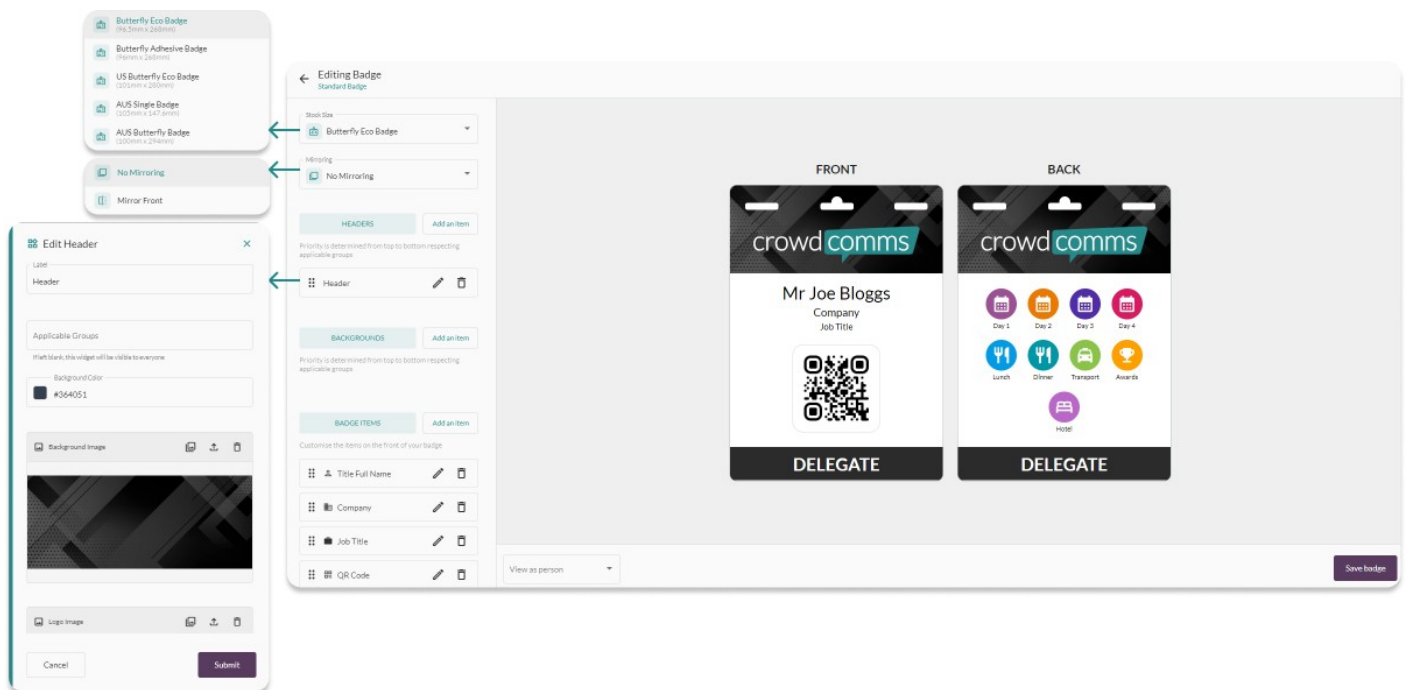 Butterfly Eco Badge
(96.5mm x 268mm)
Butterfly Adhesive Badge
(96mm x 268mm)
US Butterfly Eco Badge
AUS Single Badge
AUS Butterfly Badge
(100mm x 294mm)
No Mirroring
Mirror Front
Edit Header
Label
Header
Applicable Groups
If left blank, this widget will be visible to everyone
Background Color
#364051
Background Image
Logo Image
Cancel
Submit
Editing Badge
Standard Badge
Stock Size
Butterfly Eco Badge
Mirroring
No Mirroring
HEADERS
Add an item
Priority is determined from top to bottom respecting
applicable groups
Header
BACKGROUNDS
Add an item
Priority is determined from top to bottom respecting
applicable groups
BADGE ITEMS
Add an item
Customise the items on the front of your badge
Title Full Name
Company
Job Title
QR Code
FRONT
crowd comms
Mr Joe Bloggs
Company
Job Title
DELEGATE
BACK
crowd comms
Day 1
Day 2
Day 3
Day 4
Lunch
Dinner
Transport
Awards
Hotel
DELEGATE
View as person
Save badge